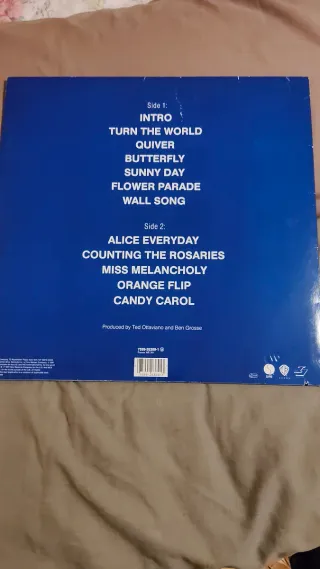 Side 1:
INTRO
TURN THE WORLD
QUIVER
BUTTERFLY
SUNNY DAY
FLOWER PARADE
WALL SONG
Side 2:
ALICE EVERYDAY
COUNTING THE ROSARIES
MISS MELANCHOLY
ORANGE FLIP
CANDY CAROL
Produced by Ted Ottaviano and Ben Grosse